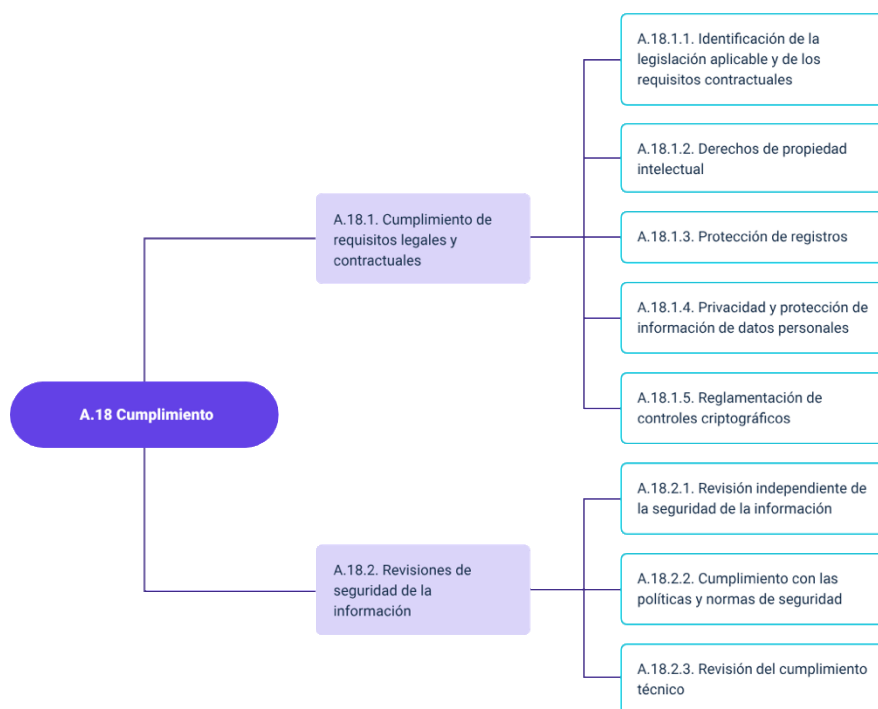 A.18 Cumplimiento
A.18.1. Cumplimiento de
requisitos legales y
contractuales
A.18.1.1. Identificación de la
legislación aplicable y de los
requisitos contractuales
A.18.1.2. Derechos de propiedad
intelectual
A.18.1.3. Protección de registros
A.18.1.4. Privacidad y protección de
información de datos personales
A.18.1.5. Reglamentación de
controles criptográficos
A.18.2. Revisiones de
seguridad de la
información
A.18.2.1. Revisión independiente de
la seguridad de la información
A.18.2.2. Cumplimiento con las
políticas y normas de seguridad
A.18.2.3. Revisión del cumplimiento
técnico